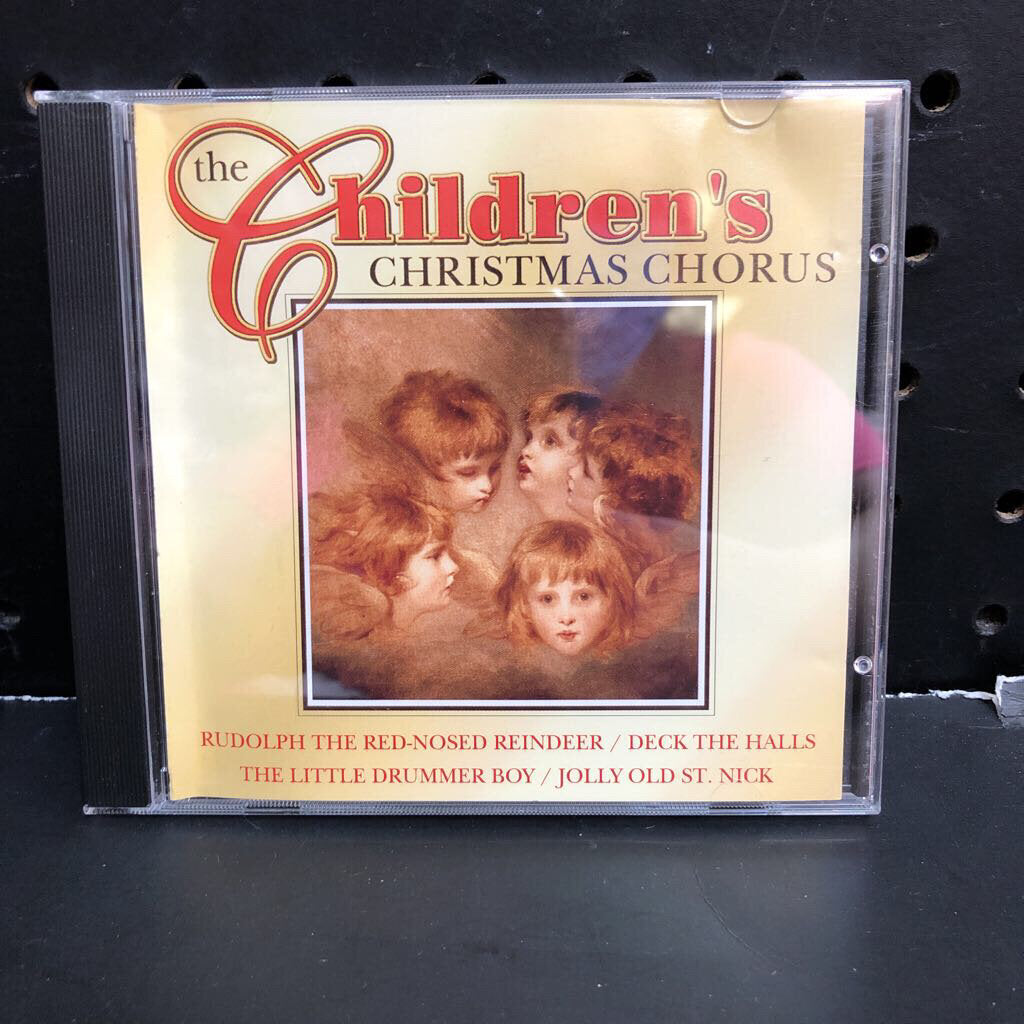 the Children's
CHRISTMAS CHORUS
RUDOLPH THE RED-NOSED REINDEER / DECK THE HALLS
THE LITTLE DRUMMER BOY / JOLLY OLD ST. NICK